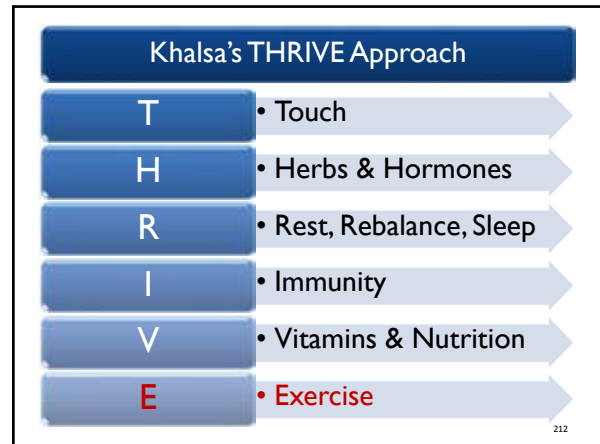 Khalsa's THRIVE Approach
T • Touch
H • Herbs & Hormones
R • Rest, Rebalance, Sleep
I • Immunity
V • Vitamins & Nutrition
E • Exercise
212